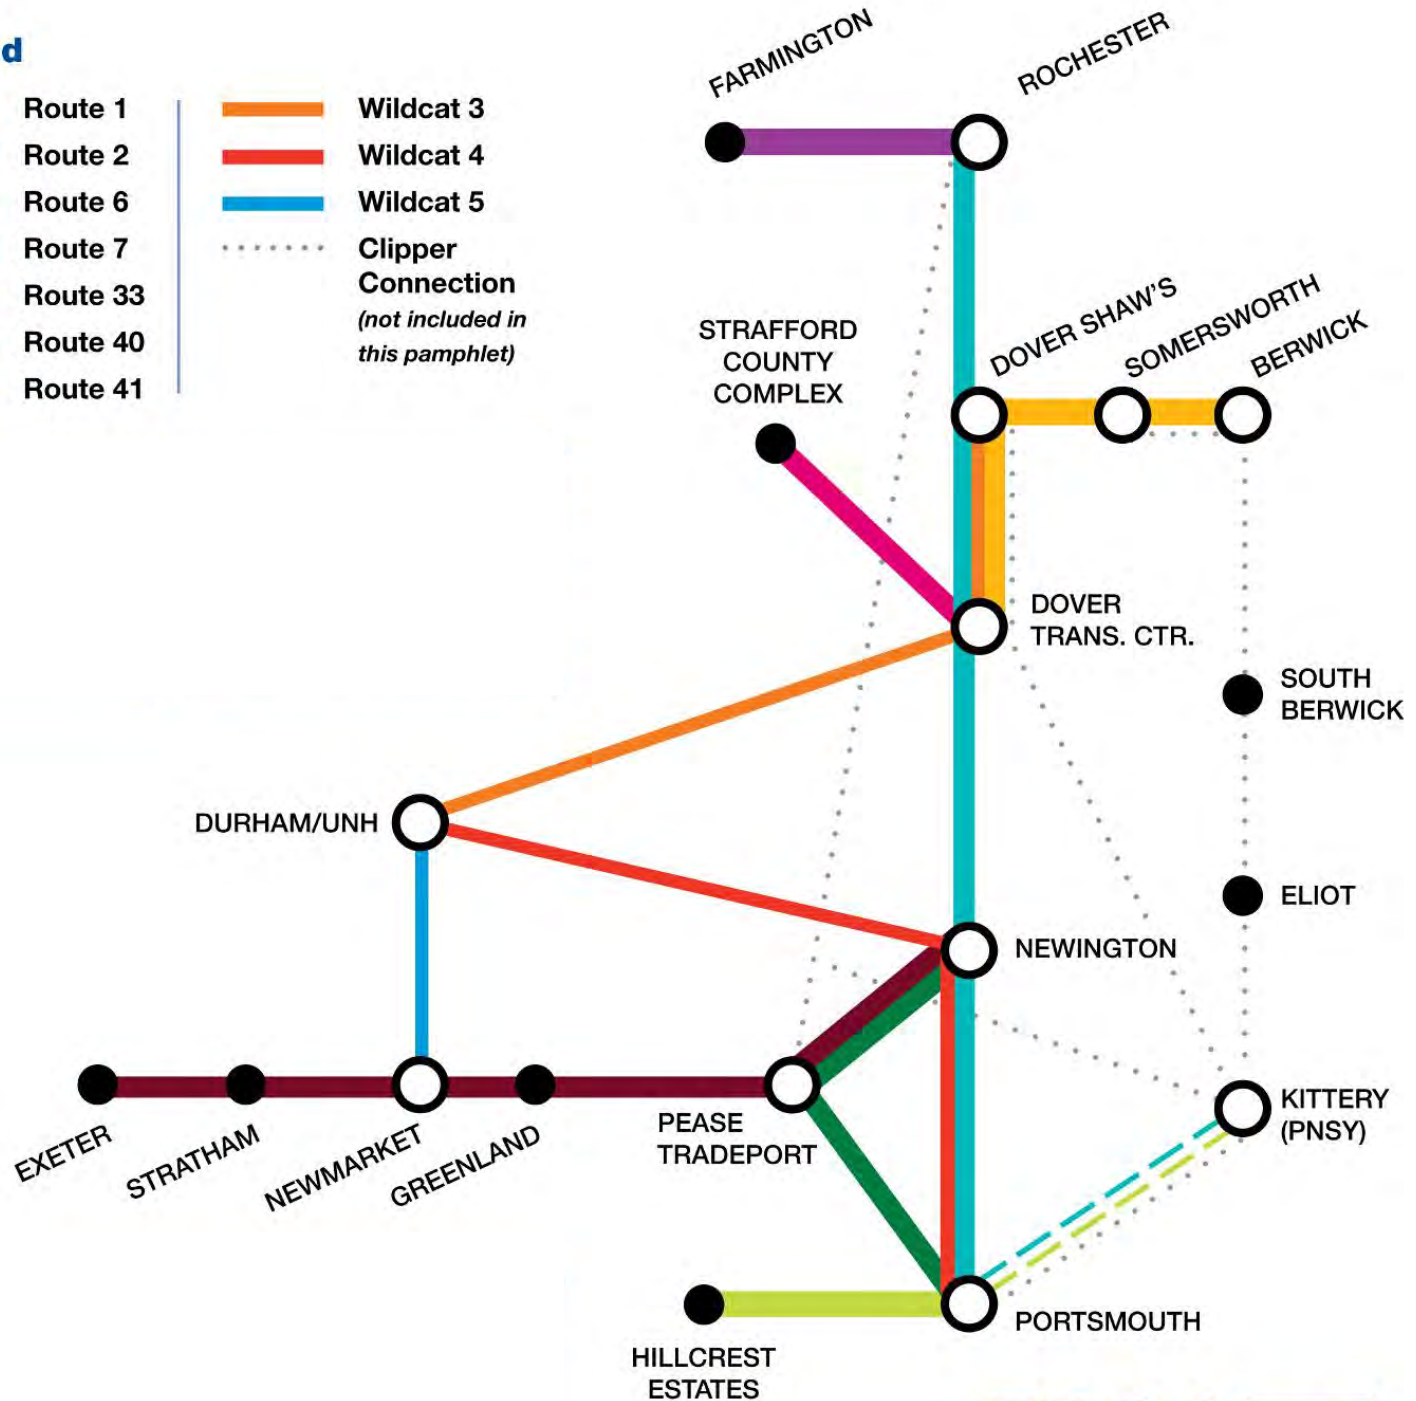 d
Route 1
Route 2
Route 6
Route 7
Route 33
Route 40
Route 41
Wildcat 3
Wildcat 4
Wildcat 5
Clipper
Connection
(not included in
this pamphlet)
FARMINGTON
ROCHESTER
STRAFFORD
COUNTY
COMPLEX
DOVER SHAW'S
SOMERSWORTH
BERWICK
DOVER
TRANS. CTR.
SOUTH
BERWICK
DURHAM/UNH
ELIOT
NEWINGTON
EXETER
STRATHAM
NEWMARKET
GREENLAND
PEASE
TRADEPORT
KITTERY
(PNSY)
PORTSMOUTH
HILLCREST
ESTATES